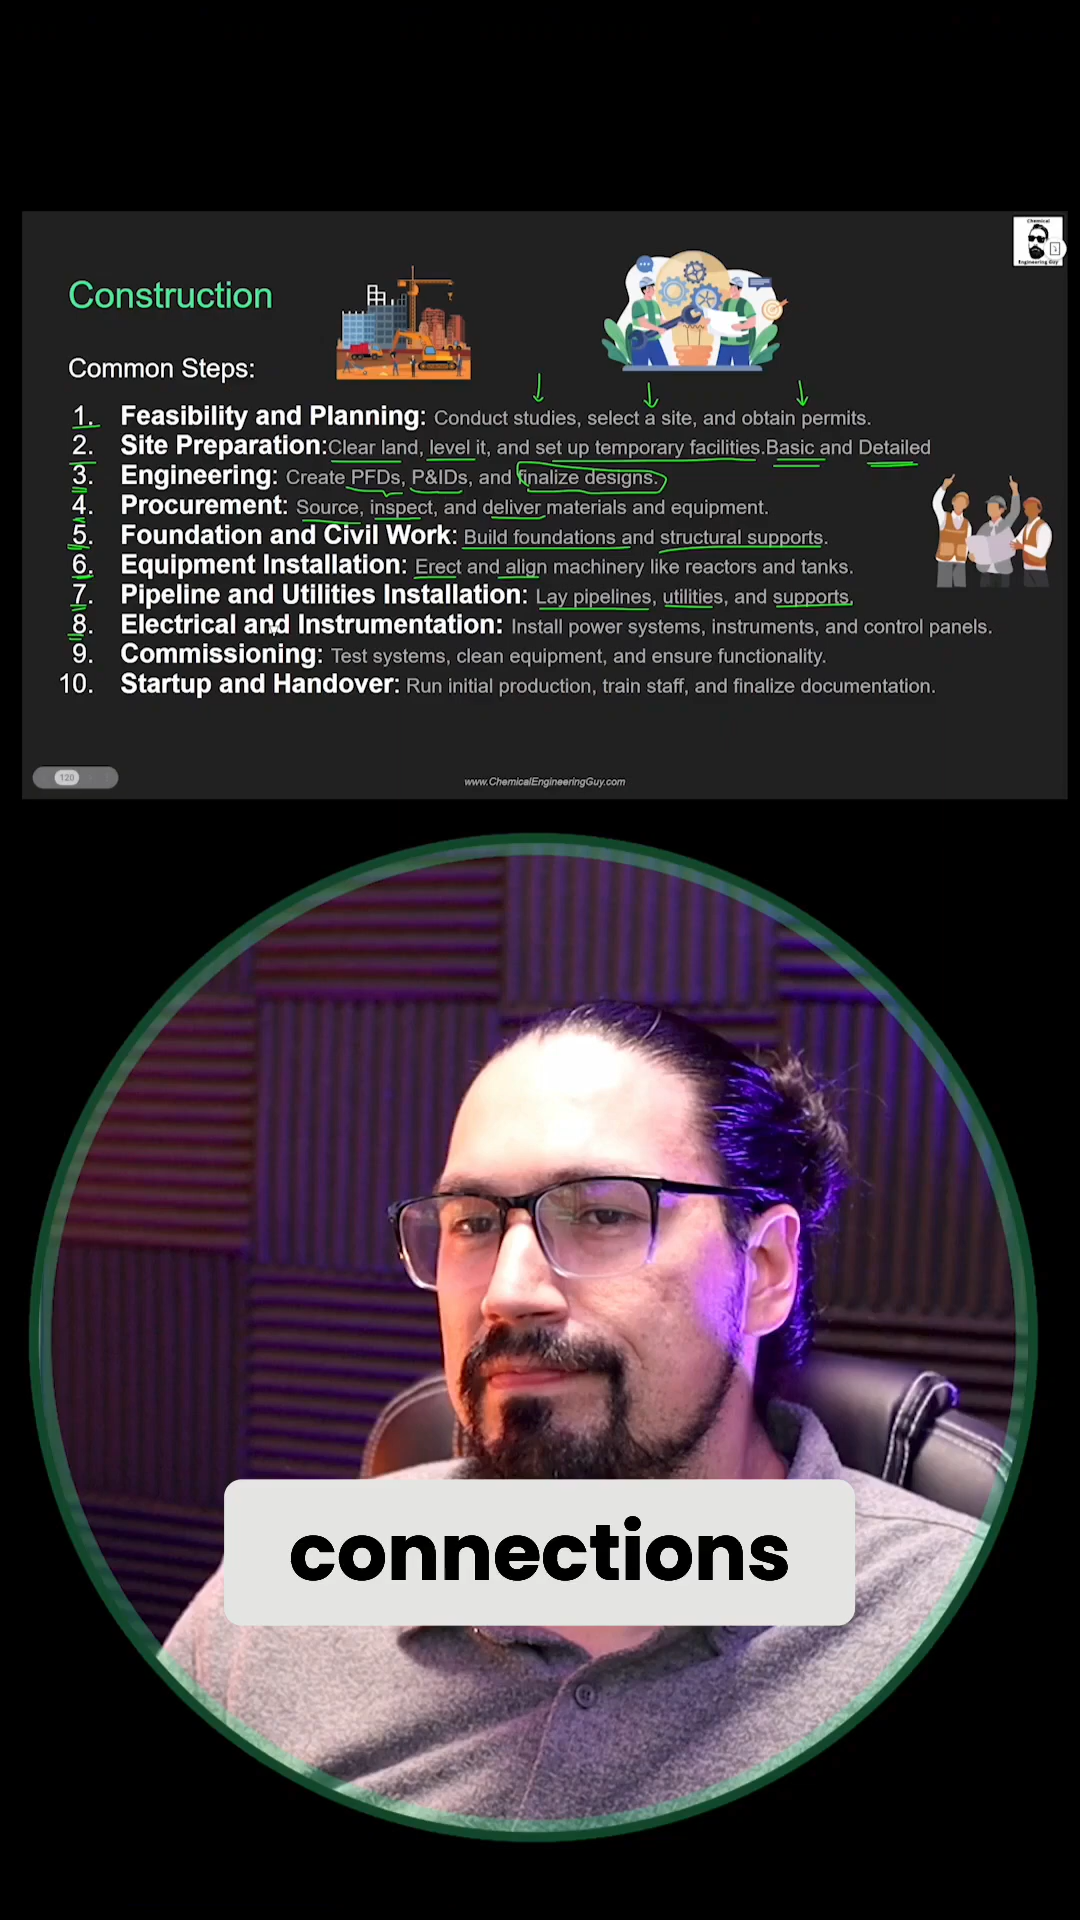 Chemical
Engineering Guy
Construction
Common Steps:
1. Feasibility and Planning: Conduct studies, select a site, and obtain permits.
2. Site Preparation:Clear land, level it, and set up temporary facilities.Basic and Detailed
3. Engineering: Create PFDs, P&IDs, and finalize designs.
4. Procurement: Source, inspect, and deliver materials and equipment.
5. Foundation and Civil Work: Build foundations and structural supports.
6. Equipment Installation: Erect and align machinery like reactors and tanks.
7. Pipeline and Utilities Installation: Lay pipelines, utilities, and supports.
8. Electrical and Instrumentation: Install power systems, instruments, and control panels.
9. Commissioning: Test systems, clean equipment, and ensure functionality.
10. Startup and Handover: Run initial production, train staff, and finalize documentation.
120
www.ChemicalEngineeringGuy.com
connections